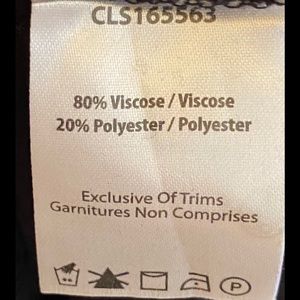 CLS165563
80% Viscose / Viscose
20% Polyester / Polyester
Exclusive Of Trims
Garnitures Non Comprises
P